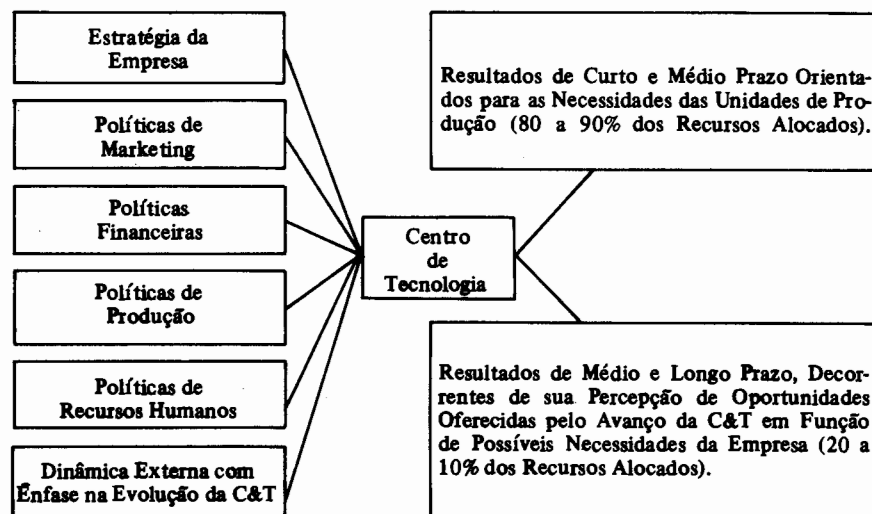 Estratégia da
Empresa
Políticas de
Marketing
Políticas
Financeiras
Políticas de
Produção
Políticas de
Recursos Humanos
Dinâmica Externa com
Ênfase na Evolução da C&T
Centro
de
Tecnologia
Resultados de Curto e Médio Prazo Orienta-
dos para as Necessidades das Unidades de Pro-
dução (80 a 90% dos Recursos Alocados).
Resultados de Médio e Longo Prazo, Decor-
rentes de sua Percepção de Oportunidades
Oferecidas pelo Avanço da C&T em Função
de Possíveis Necessidades da Empresa (20 a
10% dos Recursos Alocados).